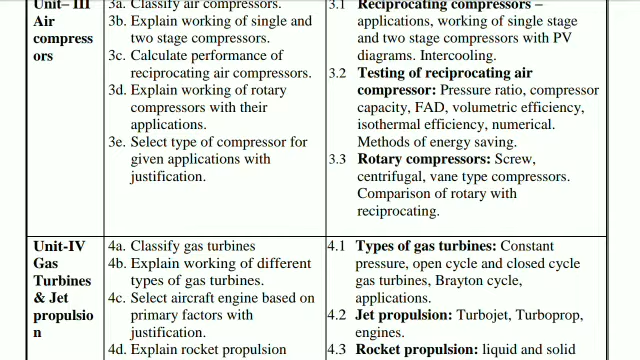 Unit– III
Air
compress
ors
3a. Classify air compressors.
3b. Explain working of single and
two stage compressors.
3c. Calculate performance of
reciprocating air compressors.
3d. Explain working of rotary
compressors with their
applications.
3e. Select type of compressor for
given applications with
justification.
3.1 Reciprocating compressors –
applications, working of single stage
and two stage compressors with PV
diagrams. Intercooling.
3.2 Testing of reciprocating air
compressor: Pressure ratio, compressor
capacity, FAD, volumetric efficiency,
isothermal efficiency, numerical.
Methods of energy saving.
3.3 Rotary compressors: Screw,
centrifugal, vane type compressors.
Comparison of rotary with
reciprocating.
Unit-IV
Gas
Turbines
& Jet
propulsio
n
4a. Classify gas turbines
4b. Explain working of different
types of gas turbines.
4c. Select aircraft engine based on
primary factors with
justification.
4d. Explain rocket propulsion
4.1 Types of gas turbines: Constant
pressure, open cycle and closed cycle
gas turbines, Brayton cycle,
applications.
4.2 Jet propulsion: Turbojet, Turboprop,
engines.
4.3 Rocket propulsion: liquid and solid